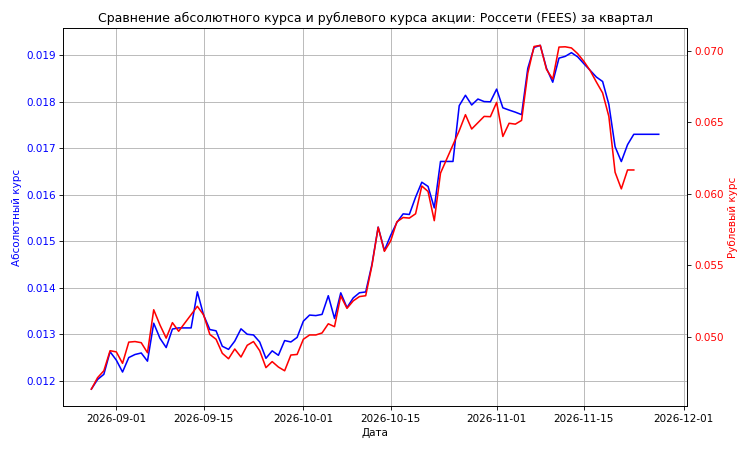 Сравнение абсолютного курса и рублевого курса акции: Россети (FEES) за квартал
0.019
0.018
0.017
0.016
0.015
0.014
0.013
0.012
Абсолютный курс
0.070
0.065
0.060
0.055
0.050
Рублевый курс
2026-09-01 2026-09-15 2026-10-01 2026-10-15 2026-11-01 2026-11-15 2026-12-01
Дата